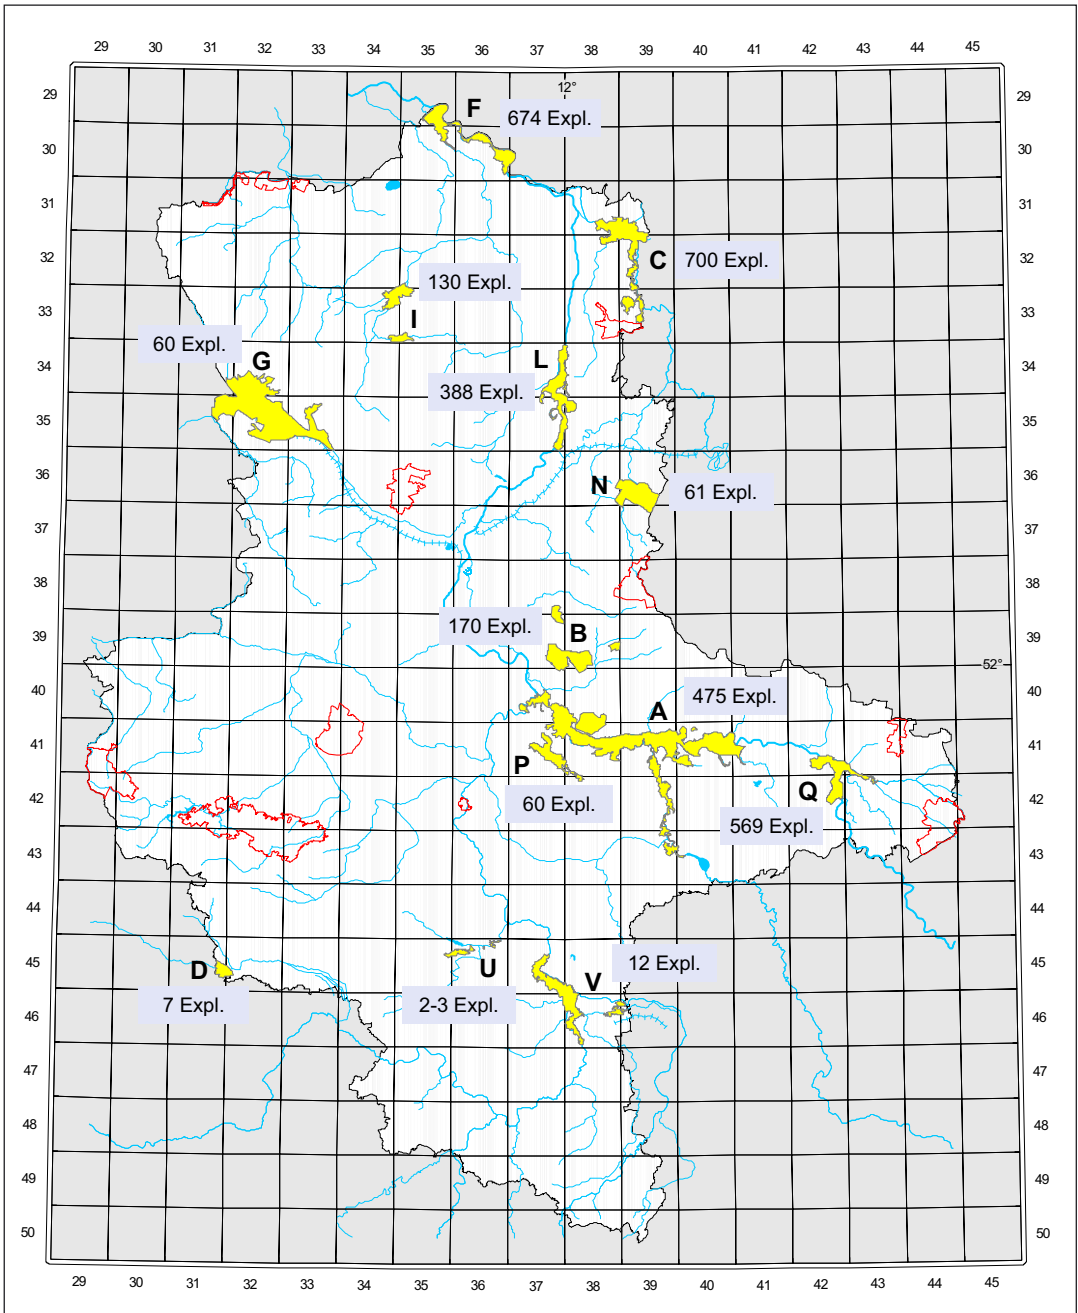 29 30 31 32 33 34 35 36 37 38 39 40 41 42 43 44 45
12°
29 29
F
674 Expl.
30 30
31 31
C
700 Expl.
32 32
130 Expl.
33 33
I
60 Expl.
G
L
34 34
388 Expl.
35 35
36 36
N
61 Expl.
37 37
38 38
170 Expl.
B
39 39
52°
40 40
475 Expl.
A
41 41
P
Q
60 Expl.
42 42
569 Expl.
43 43
44 44
12 Expl.
45 45
D
U
V
7 Expl.
2-3 Expl.
46 46
47 47
48 48
49 49
50 50
29 30 31 32 33 34 35 36 37 38 39 40 41 42 43 44 45